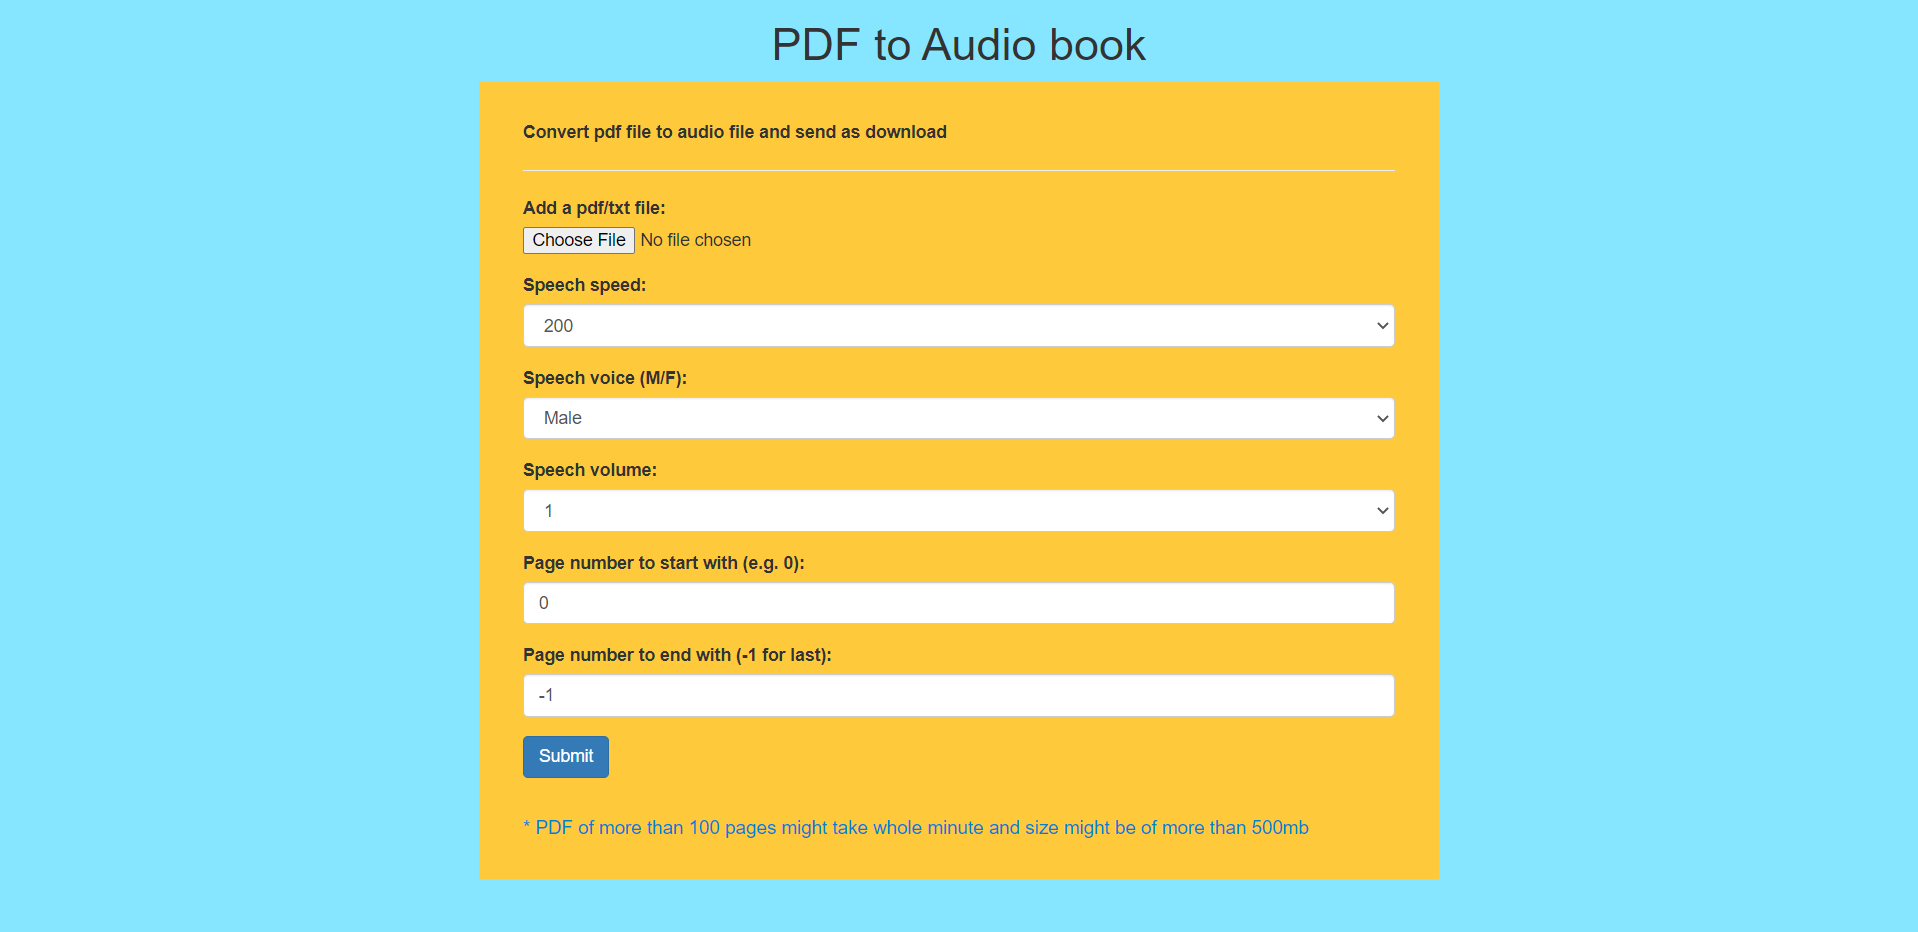 PDF to Audio book
Convert pdf file to audio file and send as download
Add a pdf/txt file:
Choose File No file chosen
Speech speed:
200
Speech voice (M/F):
Male
Speech volume:
1
Page number to start with (e.g. 0):
0
Page number to end with (-1 for last):
-1
Submit
* PDF of more than 100 pages might take whole minute and size might be of more than 500mb